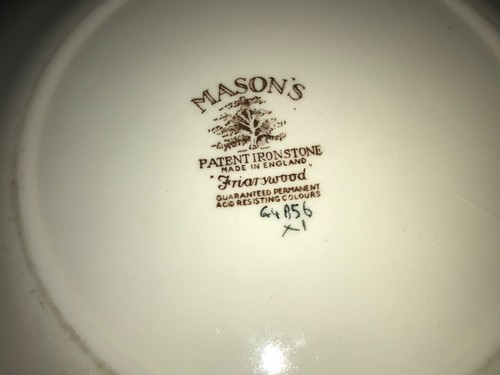 MASON'S
PATENT IRONSTONE
MADE IN ENGLAND
"Friarswood"
GUARANTEED PERMANENT
ACID RESISTING COLOURS
G4A56
X1